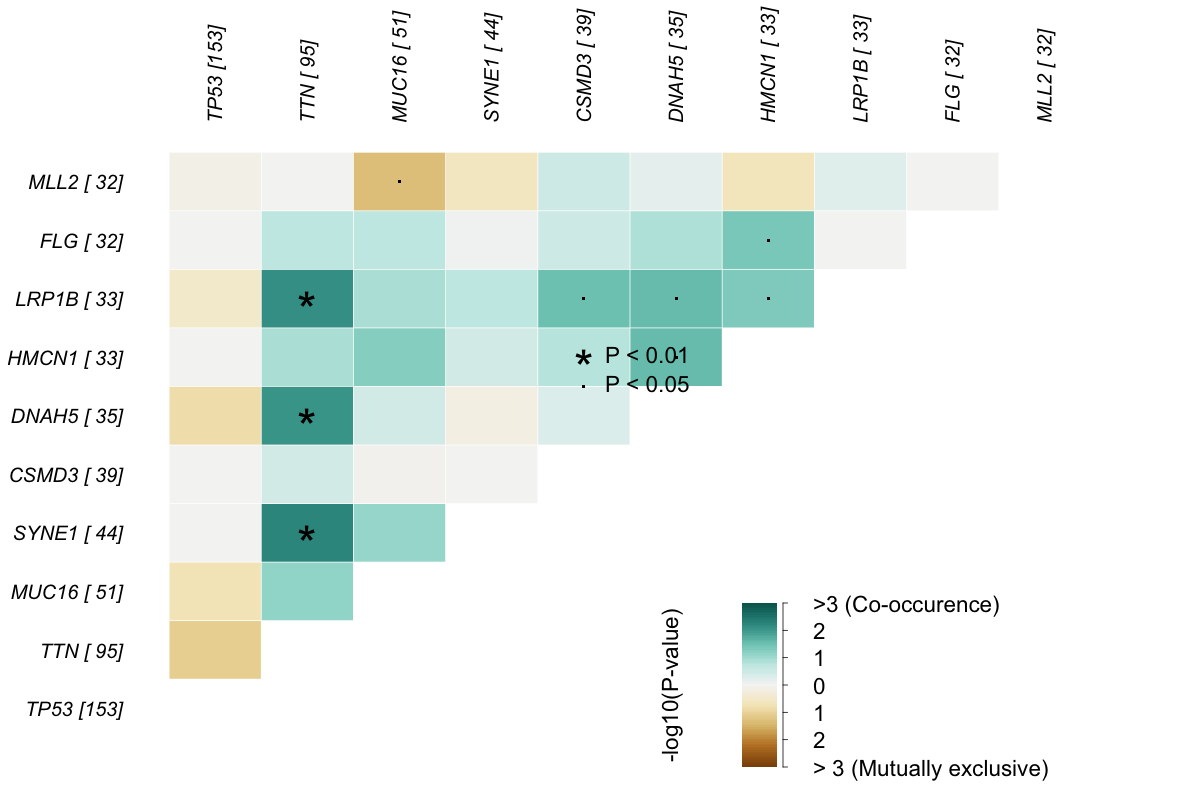 TP53 [153]
TTN [ 95]
MUC16 [ 51]
SYNE1 [ 44]
CSMD3 [ 39]
DNAH5 [ 35]
HMCN1 [ 33]
LRP1B [ 33]
FLG [ 32]
MLL2 [ 32]
MLL2 [ 32]
·
FLG [ 32]
·
LRP1B [ 33]
* · · ·
HMCN1 [ 33]
* P < 0.01
· P < 0.05
DNAH5 [ 35]
*
CSMD3 [ 39]
SYNE1 [ 44]
*
MUC16 [ 51]
TTN [ 95]
TP53 [153]
-log10(P-value)
>3 (Co-occurence)
2
1
0
1
2
> 3 (Mutually exclusive)